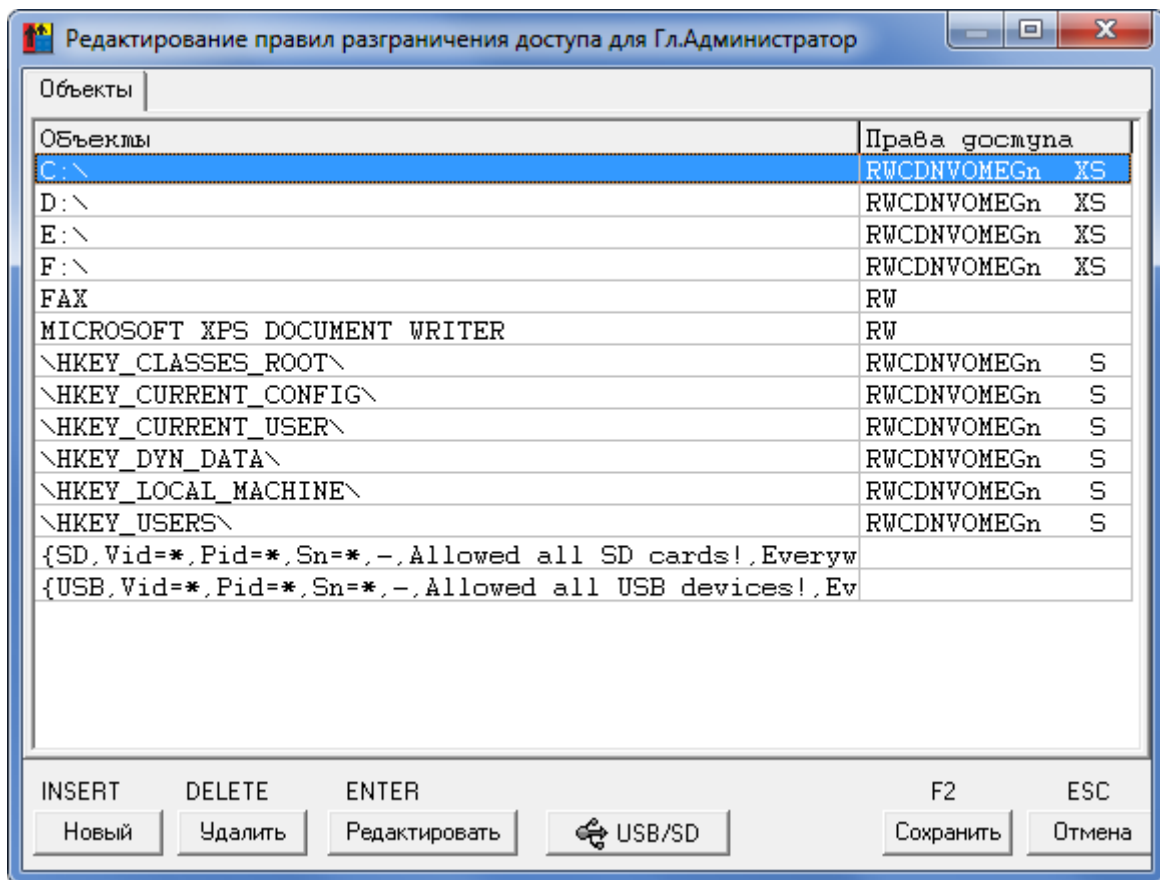 Редактирование правил разграничения доступа для Гл.Администратор
Объекты
Объекты Права доступа
C:\ RWCDNVOMEGn XS
D:\ RWCDNVOMEGn XS
E:\ RWCDNVOMEGn XS
F:\ RWCDNVOMEGn XS
FAX RW
MICROSOFT XPS DOCUMENT WRITER RW
\HKEY_CLASSES_ROOT\ RWCDNVOMEGn S
\HKEY_CURRENT_CONFIG\ RWCDNVOMEGn S
\HKEY_CURRENT_USER\ RWCDNVOMEGn S
\HKEY_DYN_DATA\ RWCDNVOMEGn S
\HKEY_LOCAL_MACHINE\ RWCDNVOMEGn S
\HKEY_USERS\ RWCDNVOMEGn S
{SD,Vid=*,Pid=*,Sn=*,-,Allowed all SD cards!,Everyw
{USB,Vid=*,Pid=*,Sn=*,-,Allowed all USB devices!,Ev
INSERT DELETE ENTER F2 ESC
Новый Удалить Редактировать USB/SD Сохранить Отмена